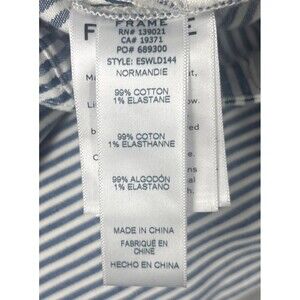 FRAME
RN# 139021
CA# 19371
PO# 689300
STYLE: ESWLD144
NORMANDIE
99% COTTON
1% ELASTANE
99% COTON
1% ELASTHANNE
99% ALGODÓN
1% ELASTANO
MADE IN CHINA
FABRIQUÉ EN
CHINE
HECHO EN CHINA